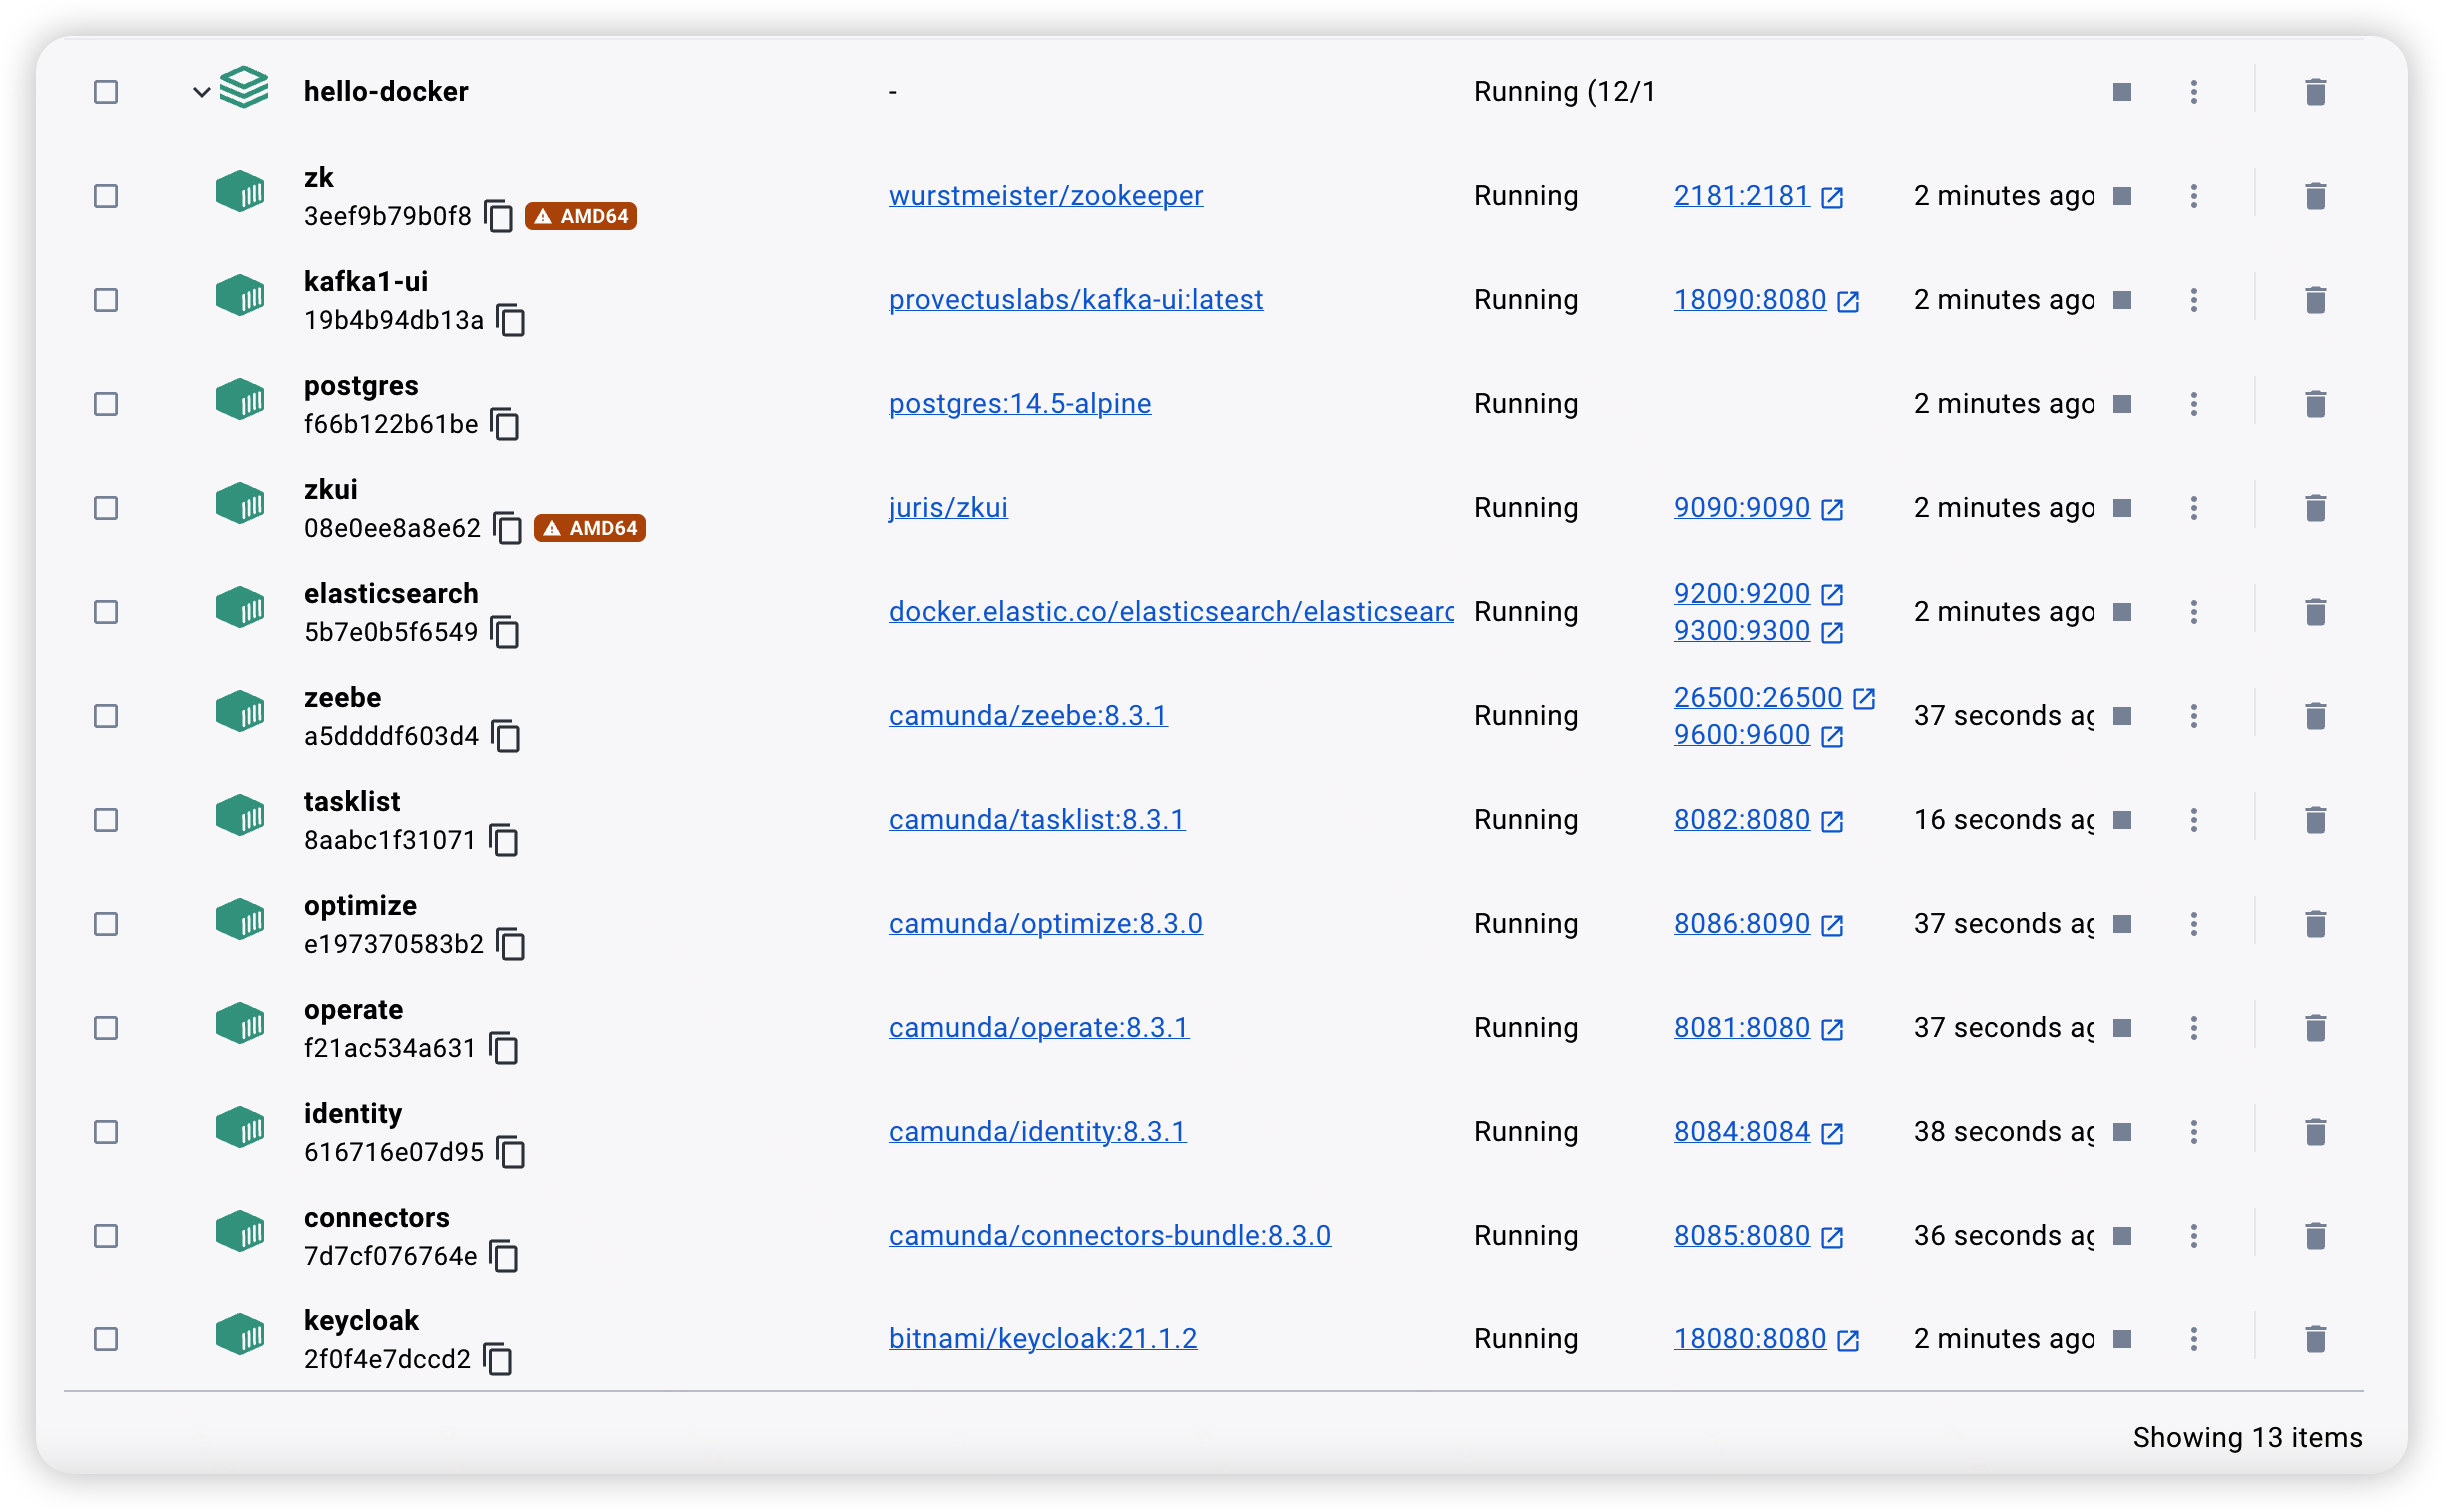 hello-docker - Running (12/1
zk
3eef9b79b0f8 AMD64 wurstmeister/zookeeper Running 2181:2181 2 minutes ago
kafka1-ui
19b4b94db13a provectuslabs/kafka-ui:latest Running 18090:8080 2 minutes ago
postgres
f66b122b61be postgres:14.5-alpine Running 2 minutes ago
zkui
08e0ee8a8e62 AMD64 juris/zkui Running 9090:9090 2 minutes ago
elasticsearch 9200:9200
5b7e0b5f6549 docker.elastic.co/elasticsearch/elasticsearc Running 9300:9300 2 minutes ago
zeebe 26500:26500
a5ddddf603d4 camunda/zeebe:8.3.1 Running 9600:9600 37 seconds ag
tasklist
8aabc1f31071 camunda/tasklist:8.3.1 Running 8082:8080 16 seconds ag
optimize
e197370583b2 camunda/optimize:8.3.0 Running 8086:8090 37 seconds ag
operate
f21ac534a631 camunda/operate:8.3.1 Running 8081:8080 37 seconds ag
identity
616716e07d95 camunda/identity:8.3.1 Running 8084:8084 38 seconds ag
connectors
7d7cf076764e camunda/connectors-bundle:8.3.0 Running 8085:8080 36 seconds ag
keycloak
2f0f4e7dccd2 bitnami/keycloak:21.1.2 Running 18080:8080 2 minutes ago
Showing 13 items